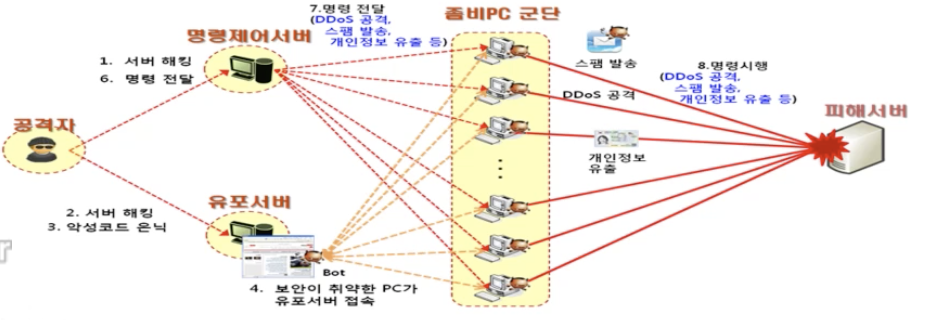 7.명령 전달
(DDoS 공격,
스팸 발송,
개인정보 유출 등)
좀비PC 군단
명령제어서버
1. 서버 해킹
6. 명령 전달
스팸 발송
8.명령시행
(DDoS 공격,
스팸 발송,
개인정보 유출 등)
DDoS 공격
공격자
피해서버
개인정보
유출
유포서버
2. 서버 해킹
3. 악성코드 은닉
r
Bot
4. 보안이 취약한 PC가
유포서버 접속